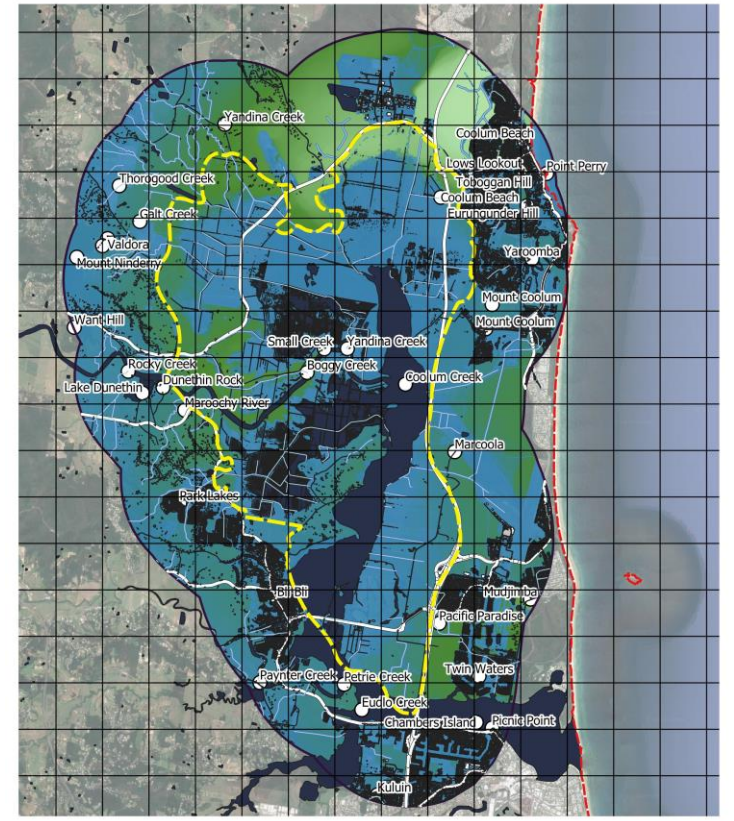 Yandina Creek
Coolum Beach
Lows Lookout
Point Perry
Thorogood Creek
Toboggan Hill
Coolum Beach
Galt Creek
Eurungunder Hill
Valdora
Yaroomba
Mount Ninderry
Mount Coolum
Want Hill
Mount Coolum
Small Creek
Yandina Creek
Rocky Creek
Boggy Creek
Dunethin Rock
Coolum Creek
Lake Dunethin
Maroochy River
Marcoola
Park Lakes
Bli Bli
Mudjimba
Pacific Paradise
Twin Waters
Paynter Creek
Petrie Creek
Eudlo Creek
Chambers Island
Picnic Point
Kuluin